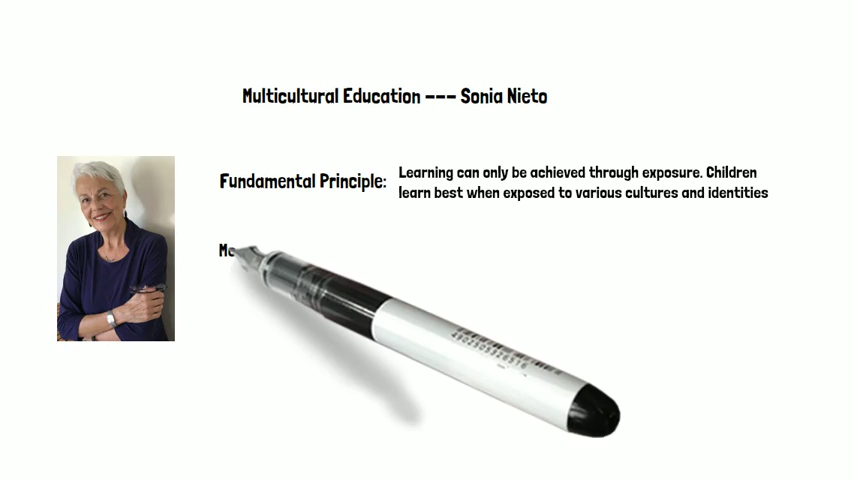 Multicultural Education --- Sonia Nieto
Fundamental Principle:
Learning can only be achieved through exposure. Children
learn best when exposed to various cultures and identities